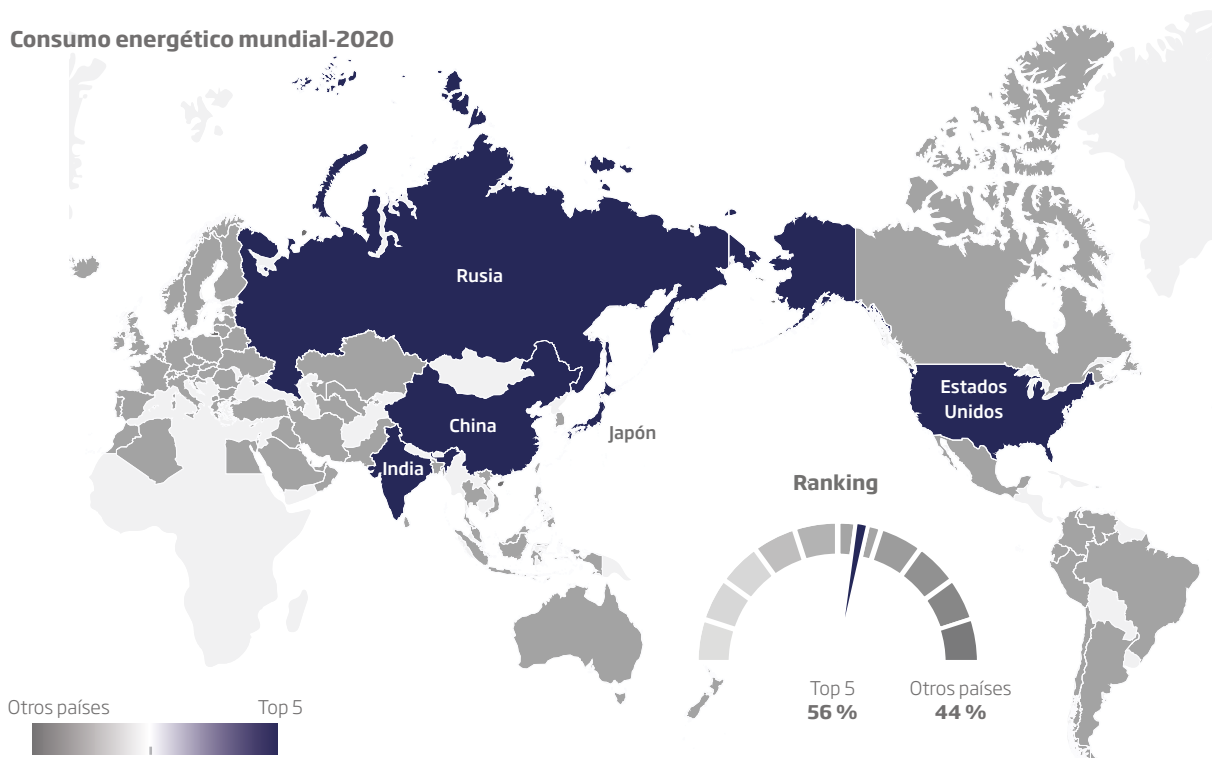 Consumo energético mundial-2020
Rusia
China
India
Japón
Estados
Unidos
Ranking
Top 5
56 %
Otros países
44 %
Otros países
Top 5